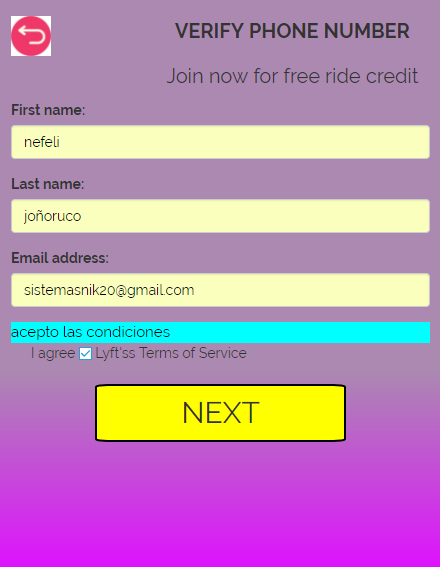 VERIFY PHONE NUMBER
Join now for free ride credit
First name:
nefeli
Last name:
joñoruco
Email address:
sistemasnik20@gmail.com
acepto las condiciones
I agree Lyft'ss Terms of Service
NEXT